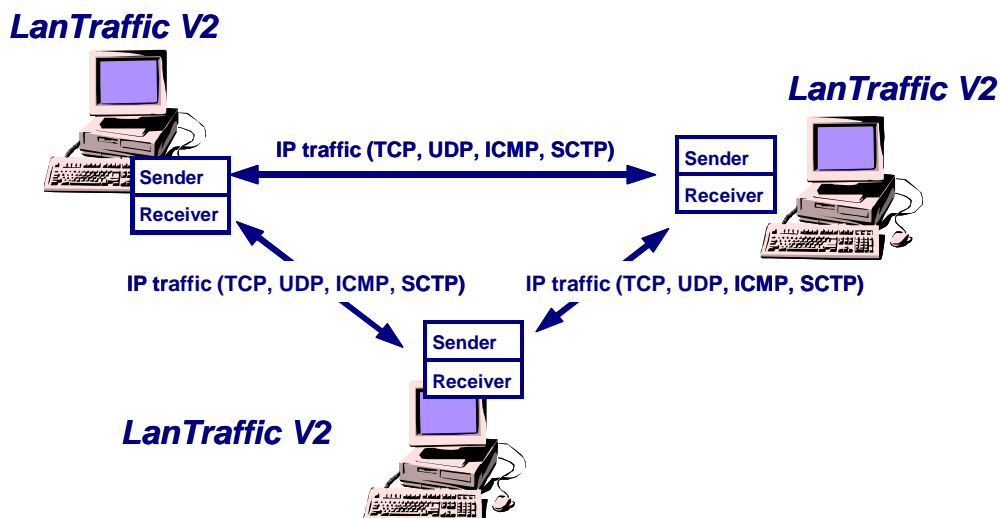 LanTraffic V2
LanTraffic V2
IP traffic (TCP, UDP, ICMP, SCTP)
Sender
Receiver
Sender
Receiver
IP traffic (TCP, UDP, ICMP, SCTP)
IP traffic (TCP, UDP, ICMP, SCTP)
Sender
Receiver
LanTraffic V2